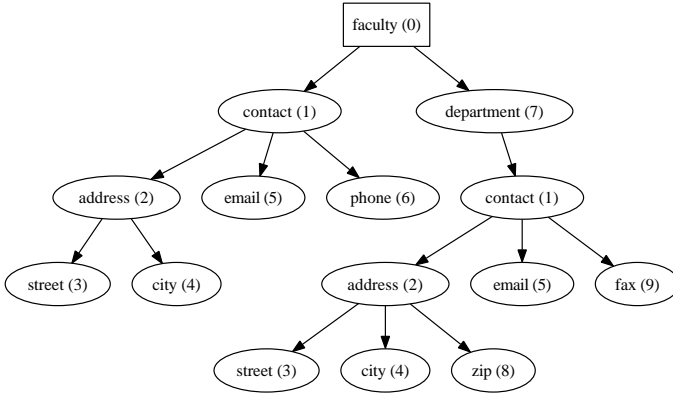 faculty (0)
contact (1)
department (7)
address (2)
email (5)
phone (6)
contact (1)
street (3)
city (4)
address (2)
email (5)
fax (9)
street (3)
city (4)
zip (8)